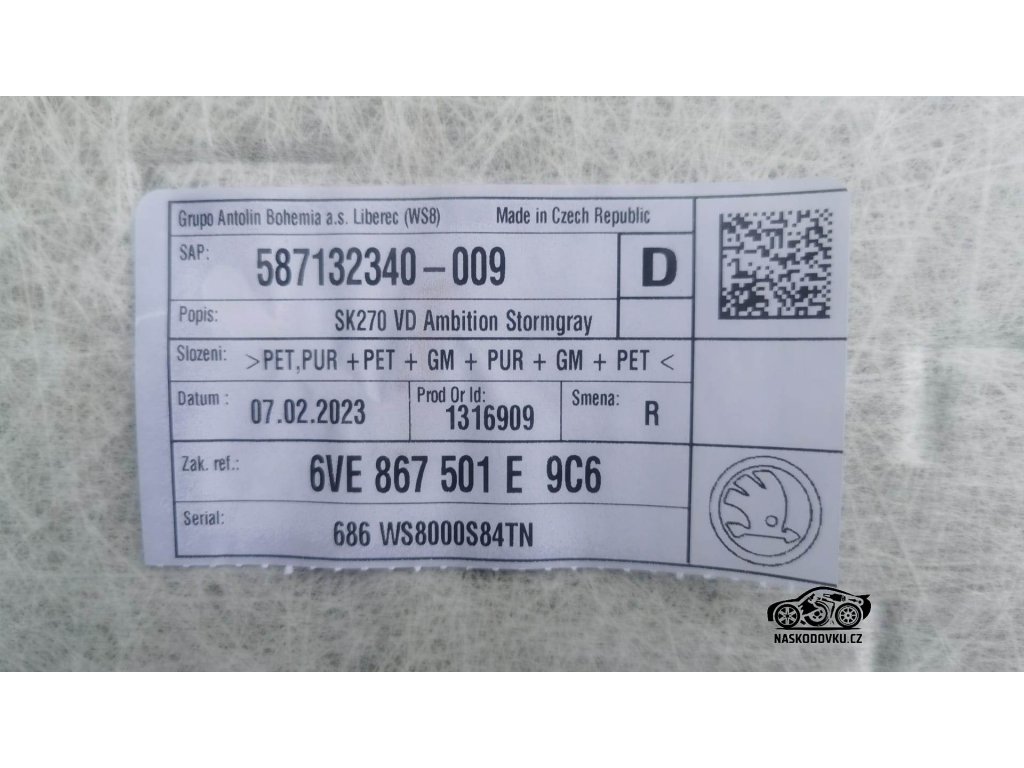 Grupo Antolin Bohemia a.s. Liberec (WS8) Made in Czech Republic
SAP: 587132340-009 D
Popis: SK270 VD Ambition Stormgray
Slozeni: >PET,PUR +PET + GM + PUR + GM + PET <
Datum : 07.02.2023 Prod Or Id: 1316909 Smena: R
Zak. ref.: 6VE 867 501 E 9C6
Serial: 686 WS8000S84TN
NASKODOVKU.CZ